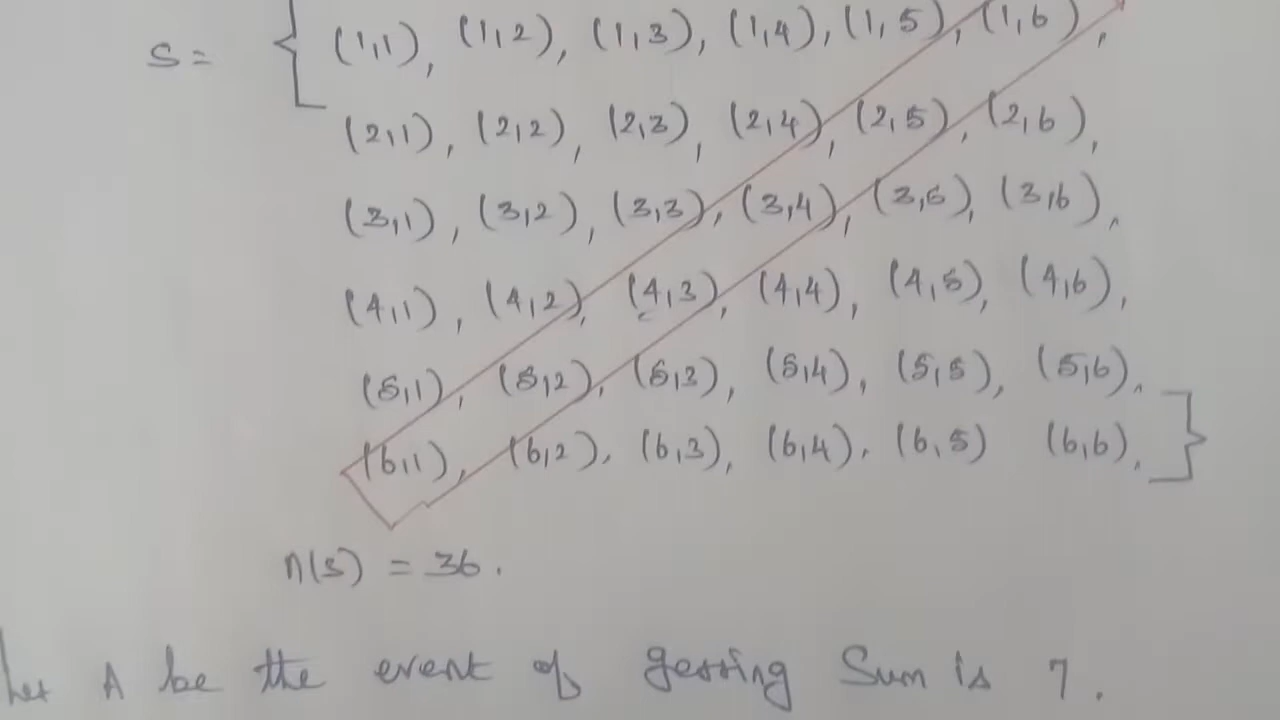 S = { (1,1), (1,2), (1,3), (1,4), (1,5), (1,6),
(2,1), (2,2), (2,3), (2,4), (2,5), (2,6),
(3,1), (3,2), (3,3), (3,4), (3,5), (3,6),
(4,1), (4,2), (4,3), (4,4), (4,5), (4,6),
(5,1), (5,2), (5,3), (5,4), (5,5), (5,6),
(6,1), (6,2), (6,3), (6,4), (6,5) (6,6), }
n(S) = 36.
Let A be the event of getting Sum is 7.